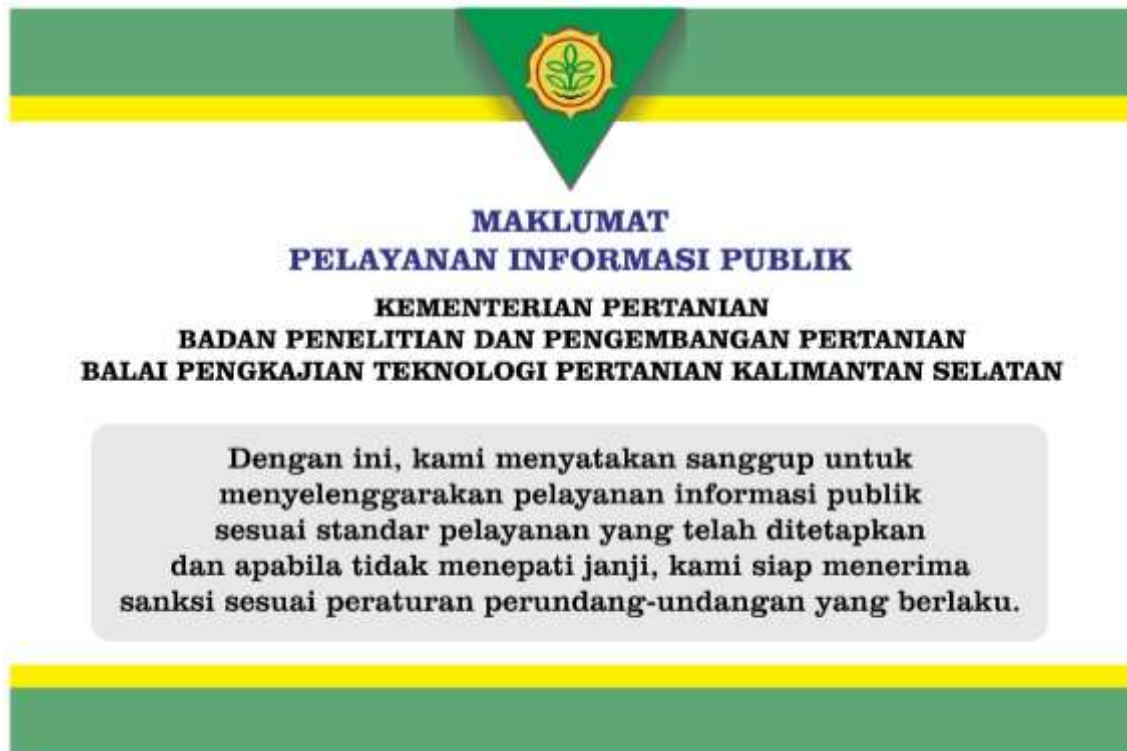 MAKLUMAT
PELAYANAN INFORMASI PUBLIK
KEMENTERIAN PERTANIAN
BADAN PENELITIAN DAN PENGEMBANGAN PERTANIAN
BALAI PENGKAJIAN TEKNOLOGI PERTANIAN KALIMANTAN SELATAN
Dengan ini, kami menyatakan sanggup untuk
menyelenggarakan pelayanan informasi publik
sesuai standar pelayanan yang telah ditetapkan
dan apabila tidak menepati janji, kami siap menerima
sanksi sesuai peraturan perundang-undangan yang berlaku.